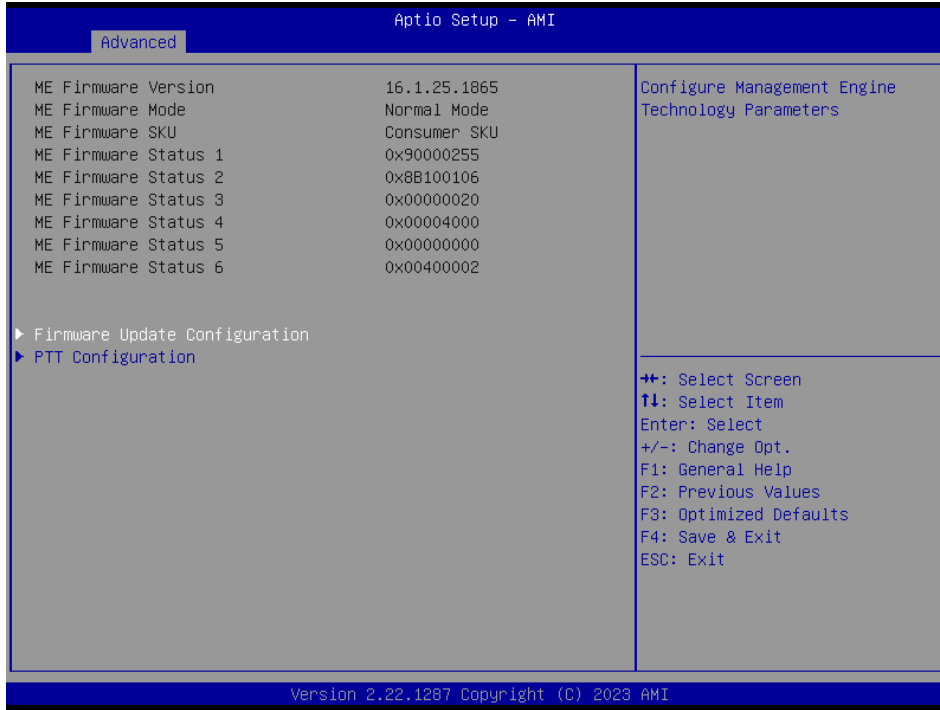 Aptio Setup – AMI
Advanced
ME Firmware Version 16.1.25.1865
ME Firmware Mode Normal Mode
ME Firmware SKU Consumer SKU
ME Firmware Status 1 0x90000255
ME Firmware Status 2 0x8B100106
ME Firmware Status 3 0x00000020
ME Firmware Status 4 0x00004000
ME Firmware Status 5 0x00000000
ME Firmware Status 6 0x00400002
► Firmware Update Configuration
► PTT Configuration
Configure Management Engine
Technology Parameters
→←: Select Screen
↑↓: Select Item
Enter: Select
+/-: Change Opt.
F1: General Help
F2: Previous Values
F3: Optimized Defaults
F4: Save & Exit
ESC: Exit
Version 2.22.1287 Copyright (C) 2023 AMI